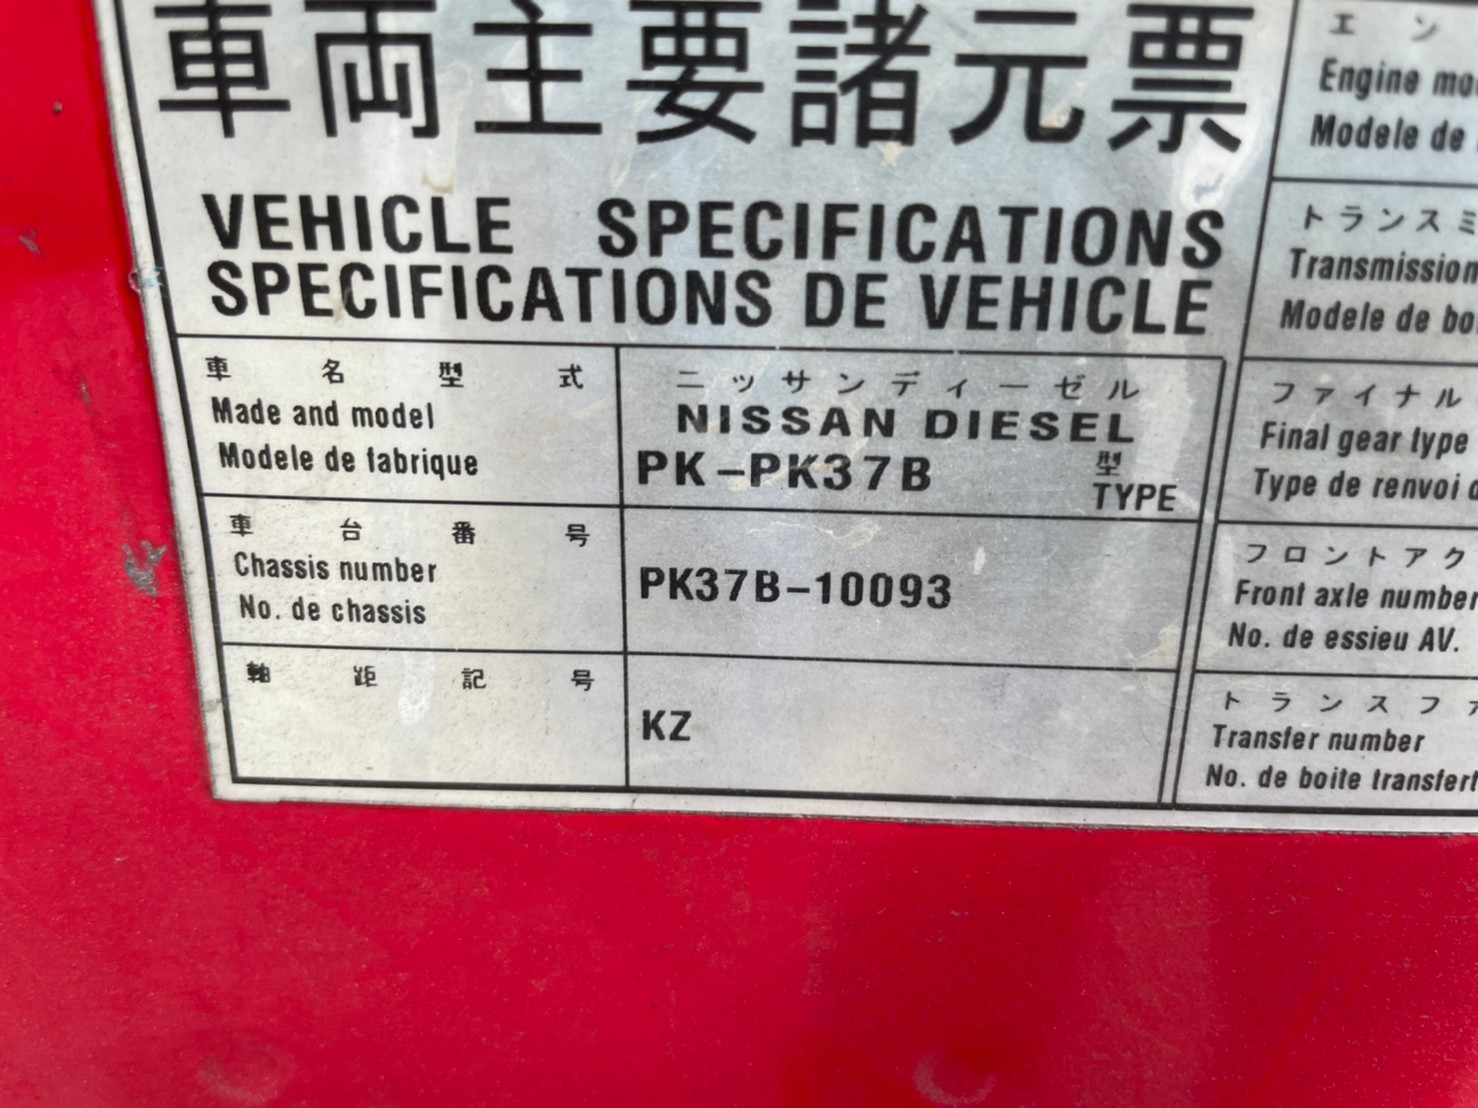 車両主要諸元票
VEHICLE SPECIFICATIONS
SPECIFICATIONS DE VEHICLE
車名型式
Made and model
Modele de fabrique
ニッサンディーゼル
NISSAN DIESEL
PK-PK37B 型
TYPE
車台番号
Chassis number
No. de chassis
PK37B-10093
軸距記号
KZ
エン
Engine mo
Modele de
トランスミ
Transmission
Modele de bo
ファイナル
Final gear type
Type de renvoi d
フロントアク
Front axle number
No. de essieu AV.
トランスファ
Transfer number
No. de boite transfert